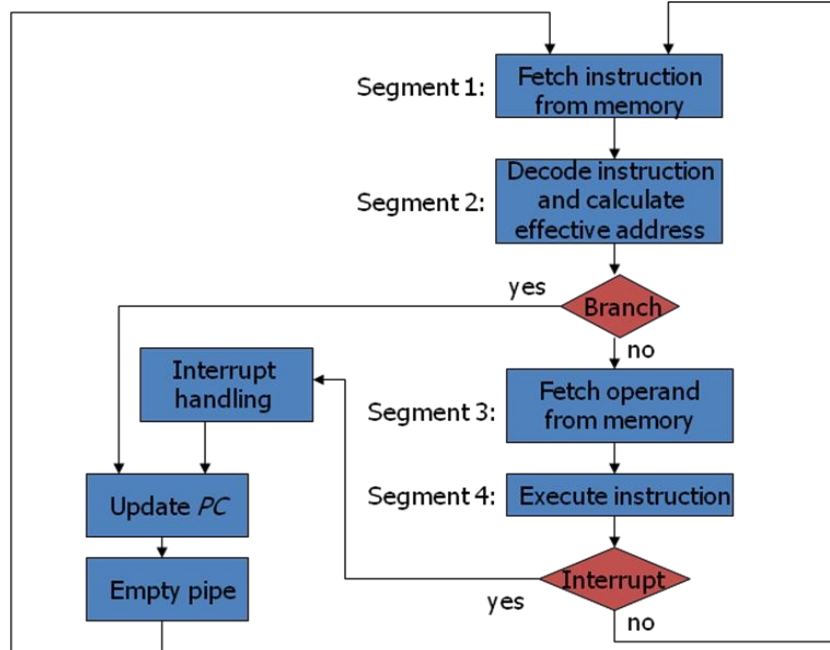 Segment 1:
Fetch instruction
from memory
Segment 2:
Decode instruction
and calculate
effective address
yes
Branch
no
Interrupt
handling
Segment 3:
Fetch operand
from memory
Update PC
Segment 4:
Execute instruction
Empty pipe
Interrupt
yes
no